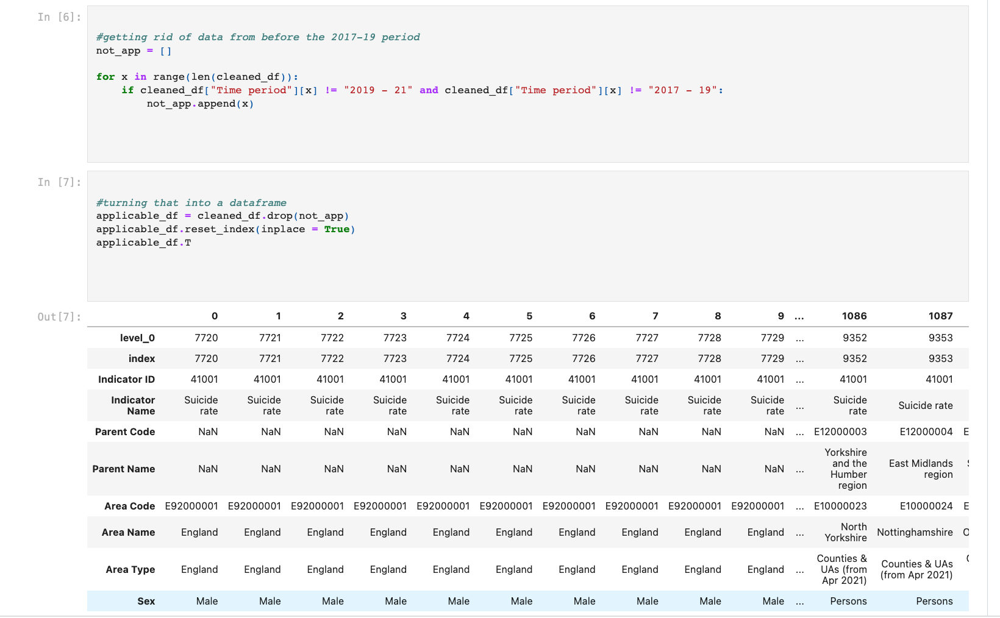 In [6]:
#getting rid of data from before the 2017-19 period
not_app = []
for x in range(len(cleaned_df)):
    if cleaned_df["Time period"][x] != "2019 - 21" and cleaned_df["Time period"][x] != "2017 - 19":
        not_app.append(x)
In [7]:
#turning that into a dataframe
applicable_df = cleaned_df.drop(not_app)
applicable_df.reset_index(inplace = True)
applicable_df.T
Out[7]:
0 1 2 3 4 5 6 7 8 9 ... 1086 1087
level_0 7720 7721 7722 7723 7724 7725 7726 7727 7728 7729 ... 9352 9353
index 7720 7721 7722 7723 7724 7725 7726 7727 7728 7729 ... 9352 9353
Indicator ID 41001 41001 41001 41001 41001 41001 41001 41001 41001 41001 ... 41001 41001
Indicator Name Suicide rate Suicide rate Suicide rate Suicide rate Suicide rate Suicide rate Suicide rate Suicide rate Suicide rate Suicide rate ... Suicide rate Suicide rate
Parent Code NaN NaN NaN NaN NaN NaN NaN NaN NaN NaN ... E12000003 E12000004 E
Parent Name NaN NaN NaN NaN NaN NaN NaN NaN NaN NaN ... Yorkshire and the Humber region East Midlands region
Area Code E92000001 E92000001 E92000001 E92000001 E92000001 E92000001 E92000001 E92000001 E92000001 E92000001 ... E10000023 E10000024 E
Area Name England England England England England England England England England England ... North Yorkshire Nottinghamshire
Area Type England England England England England England England England England England ... Counties & UAs (from Apr 2021) Counties & UAs (from Apr 2021)
Sex Male Male Male Male Male Male Male Male Male Male ... Persons Persons